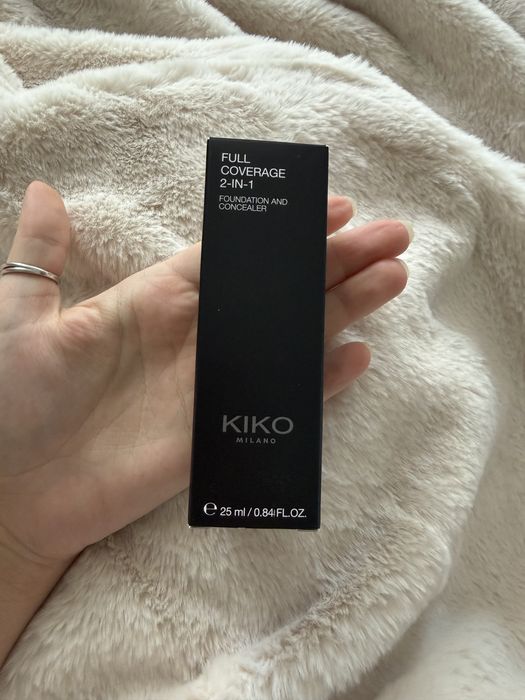 FULL
COVERAGE
2-IN-1
FOUNDATION AND
CONCEALER
KIKO
MILANO
℮ 25 ml / 0.84 FL.OZ.